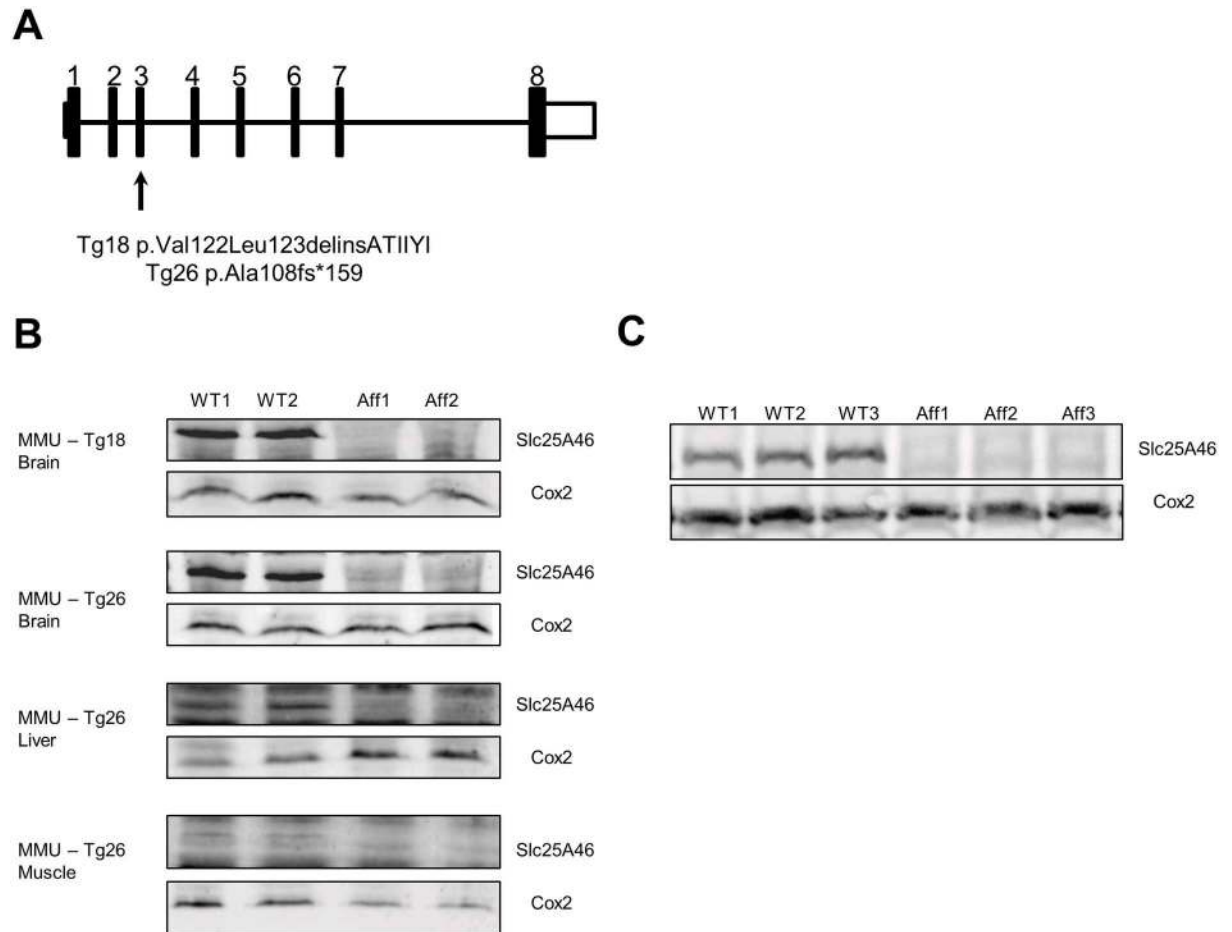 A
1 2 3 4 5 6 7 8
Tg18 p.Val122Leu123delinsATIIYI
Tg26 p.Ala108fs*159
B
WT1 WT2 Aff1 Aff2
MMU – Tg18
Brain
Slc25A46
Cox2
MMU – Tg26
Brain
Slc25A46
Cox2
MMU – Tg26
Liver
Slc25A46
Cox2
MMU – Tg26
Muscle
Slc25A46
Cox2
C
WT1 WT2 WT3 Aff1 Aff2 Aff3
Slc25A46
Cox2